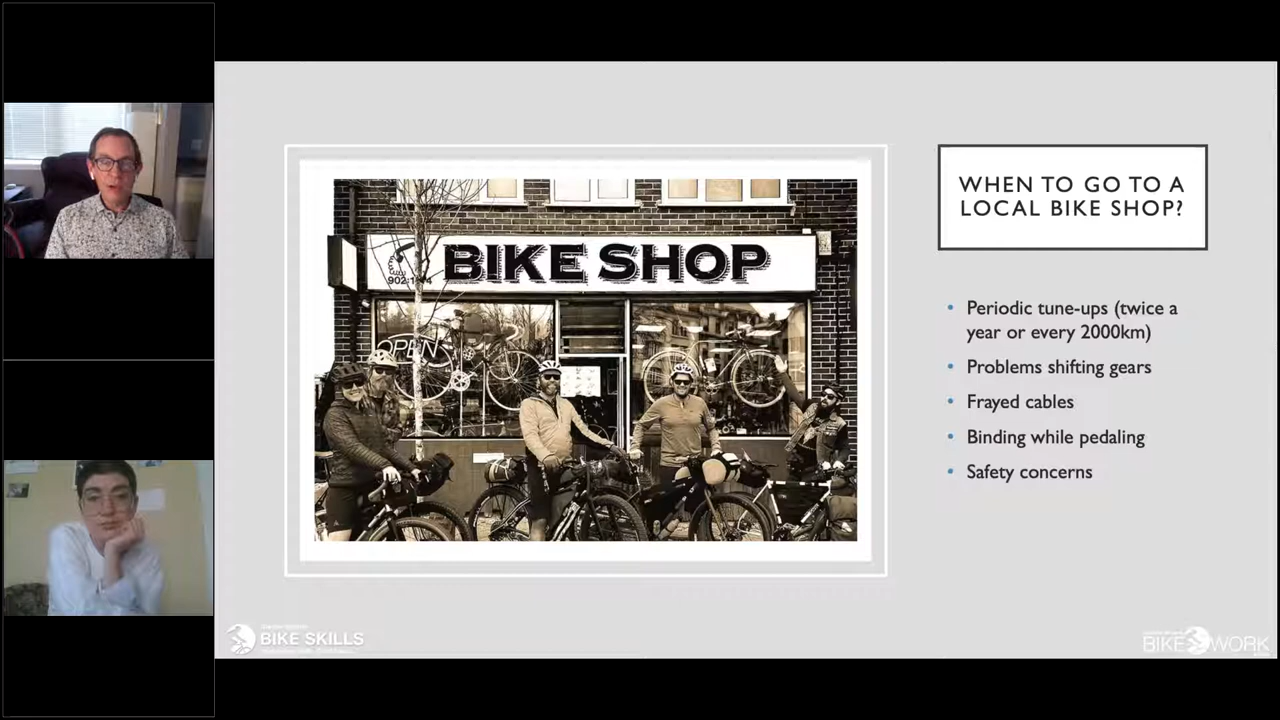 WHEN TO GO TO A
LOCAL BIKE SHOP?
BIKE SHOP
OPEN
• Periodic tune-ups (twice a
year or every 2000km)
• Problems shifting gears
• Frayed cables
• Binding while pedaling
• Safety concerns
BIKE SKILLS
BIKE WORK